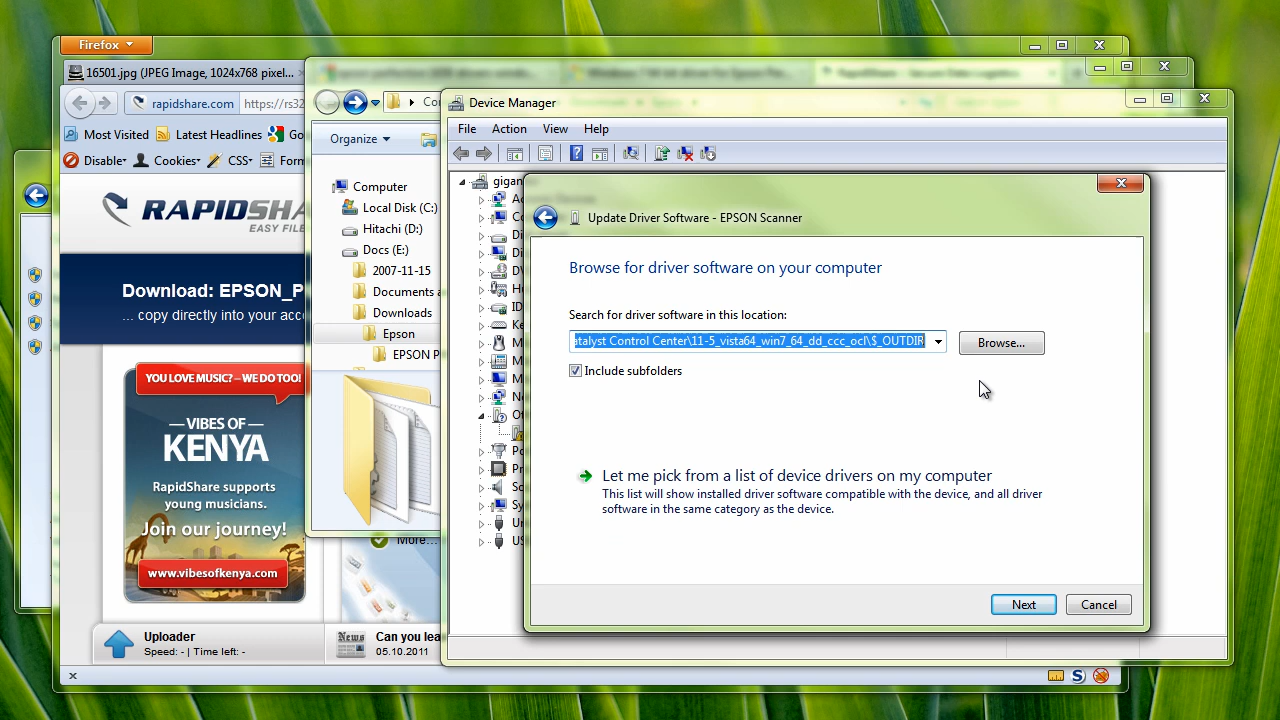 Firefox
16501.jpg (JPEG Image, 1024x768 pixel...
rapidshare.com
https://rs32
Most Visited
Latest Headlines
Go
Disable
Cookies
CSS
Form
RAPIDSHA
EASY FILE
Download: EPSON_P
... copy directly into your acc
YOU LOVE MUSIC? – WE DO TOO!
— VIBES OF —
KENYA
RapidShare supports
young musicians.
Join our journey!
www.vibesofkenya.com
More...
Uploader
Speed: - | Time left: -
News
Can you lea
05.10.2011
Co
Organize
Computer
Local Disk (C:)
Hitachi (D:)
Docs (E:)
2007-11-15
Documents a
Downloads
Epson
EPSON P
Device Manager
File
Action
View
Help
gigan
Update Driver Software - EPSON Scanner
Browse for driver software on your computer
Search for driver software in this location:
atalyst Control Center\11-5_vista64_win7_64_dd_ccc_ocl\$_OUTDIR
Browse...
Include subfolders
Let me pick from a list of device drivers on my computer
This list will show installed driver software compatible with the device, and all driver
software in the same category as the device.
Next
Cancel